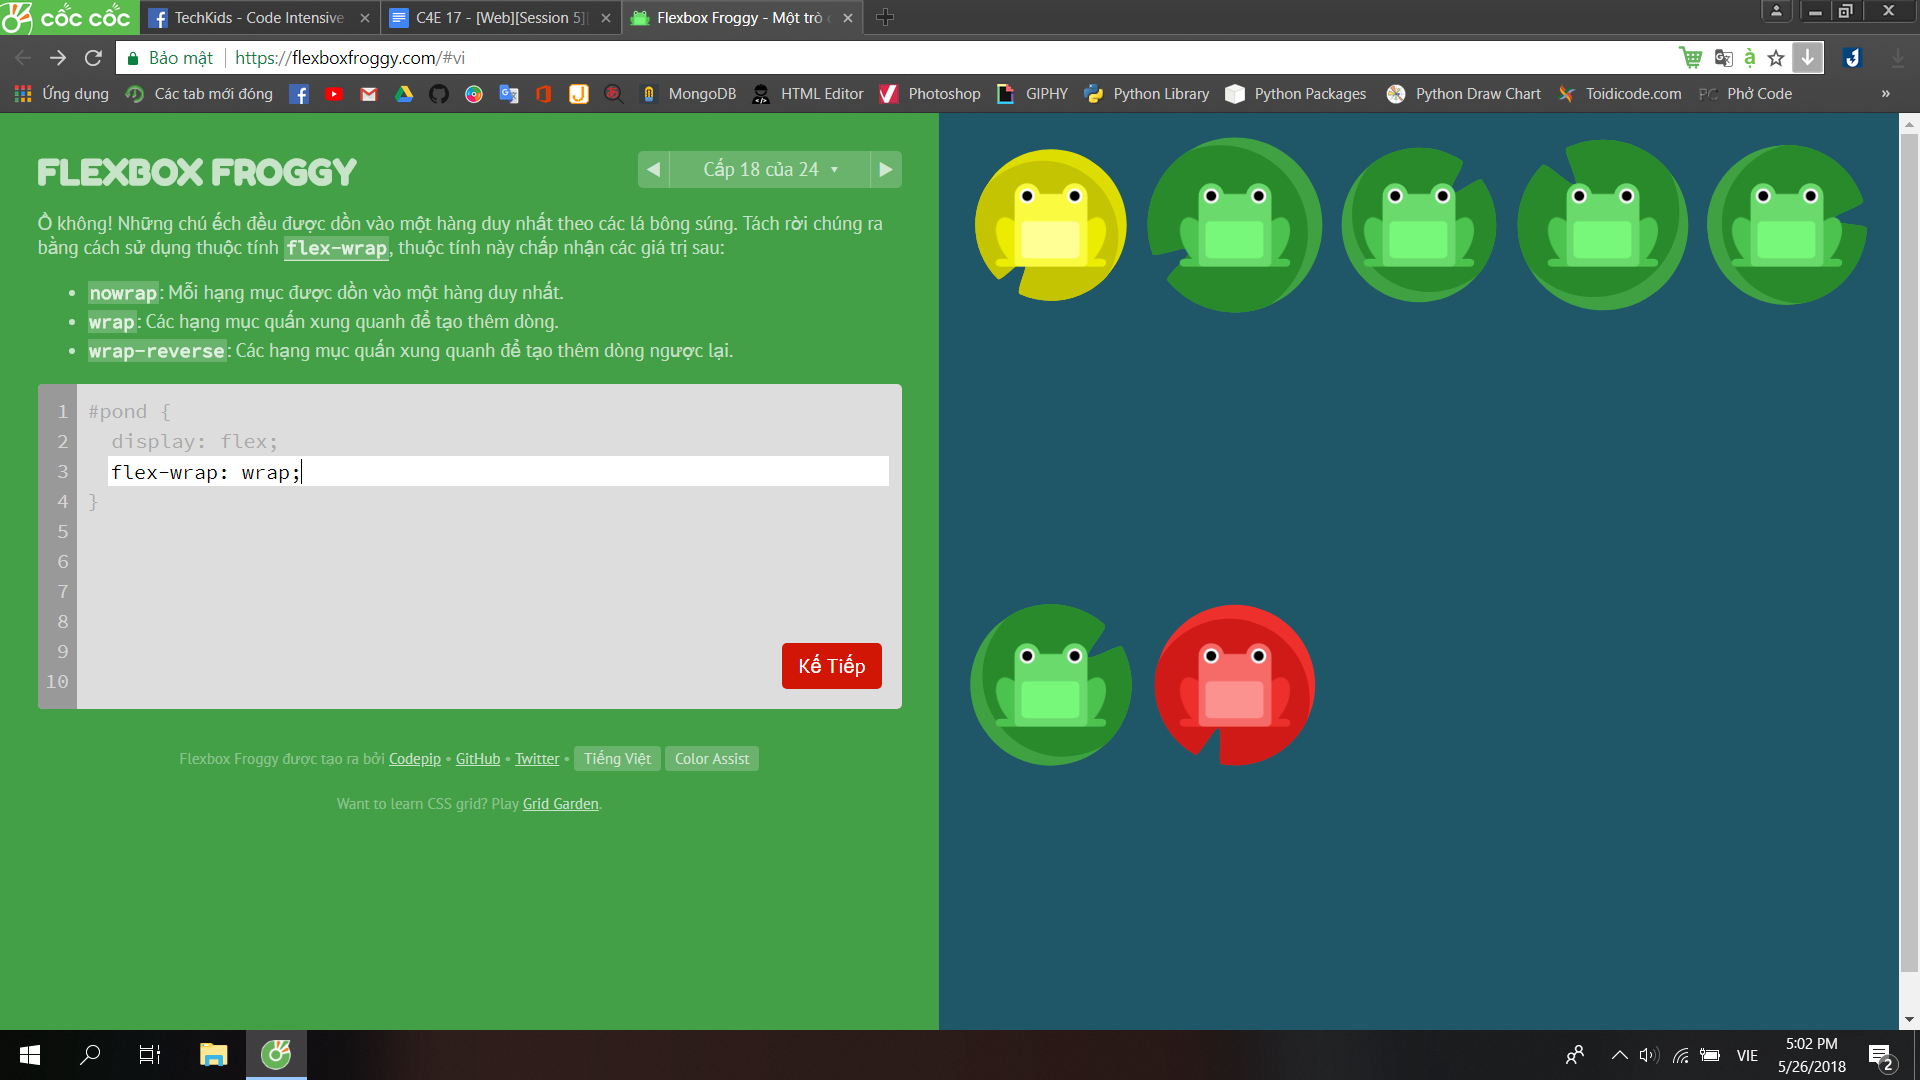 cốc cốc
TechKids - Code Intensive
C4E 17 - [Web][Session 5]
Flexbox Froggy - Một trò
Bảo mật
https://flexboxfroggy.com/#vi
Ứng dụng
Các tab mới đóng
MongoDB
HTML Editor
Photoshop
GIPHY
Python Library
Python Packages
Python Draw Chart
Toidicode.com
PC
Phở Code
»
FLEXBOX FROGGY
Cấp 18 của 24
Ồ không! Những chú ếch đều được dồn vào một hàng duy nhất theo các lá bông súng. Tách rời chúng ra
bằng cách sử dụng thuộc tính flex-wrap, thuộc tính này chấp nhận các giá trị sau:
• nowrap: Mỗi hạng mục được dồn vào một hàng duy nhất.
• wrap: Các hạng mục quấn xung quanh để tạo thêm dòng.
• wrap-reverse: Các hạng mục quấn xung quanh để tạo thêm dòng ngược lại.
1 #pond {
2 display: flex;
3 flex-wrap: wrap;
4 }
5
6
7
8
9
10
Kế Tiếp
Flexbox Froggy được tạo ra bởi Codepip • GitHub • Twitter • Tiếng Việt Color Assist
Want to learn CSS grid? Play Grid Garden.
VIE
5:02 PM
5/26/2018
2